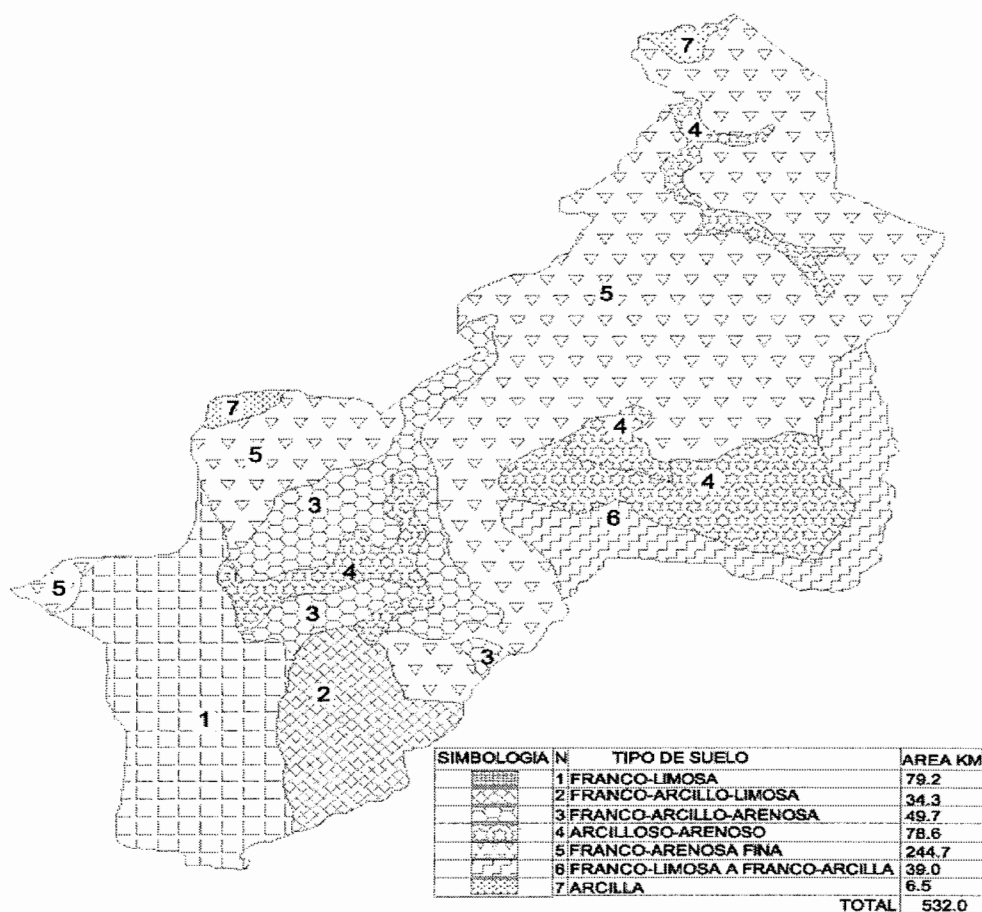 7
4
5
4
7
5
4
3
6
4
5
3
3
2
1
SIMBOLOGIA N TIPO DE SUELO AREA KM
1 FRANCO-LIMOSA 79.2
2 FRANCO-ARCILLO-LIMOSA 34.3
3 FRANCO-ARCILLO-ARENOSA 49.7
4 ARCILLOSO-ARENOSO 78.6
5 FRANCO-ARENOSA FINA 244.7
6 FRANCO-LIMOSA A FRANCO-ARCILLA 39.0
7 ARCILLA 6.5
TOTAL 532.0